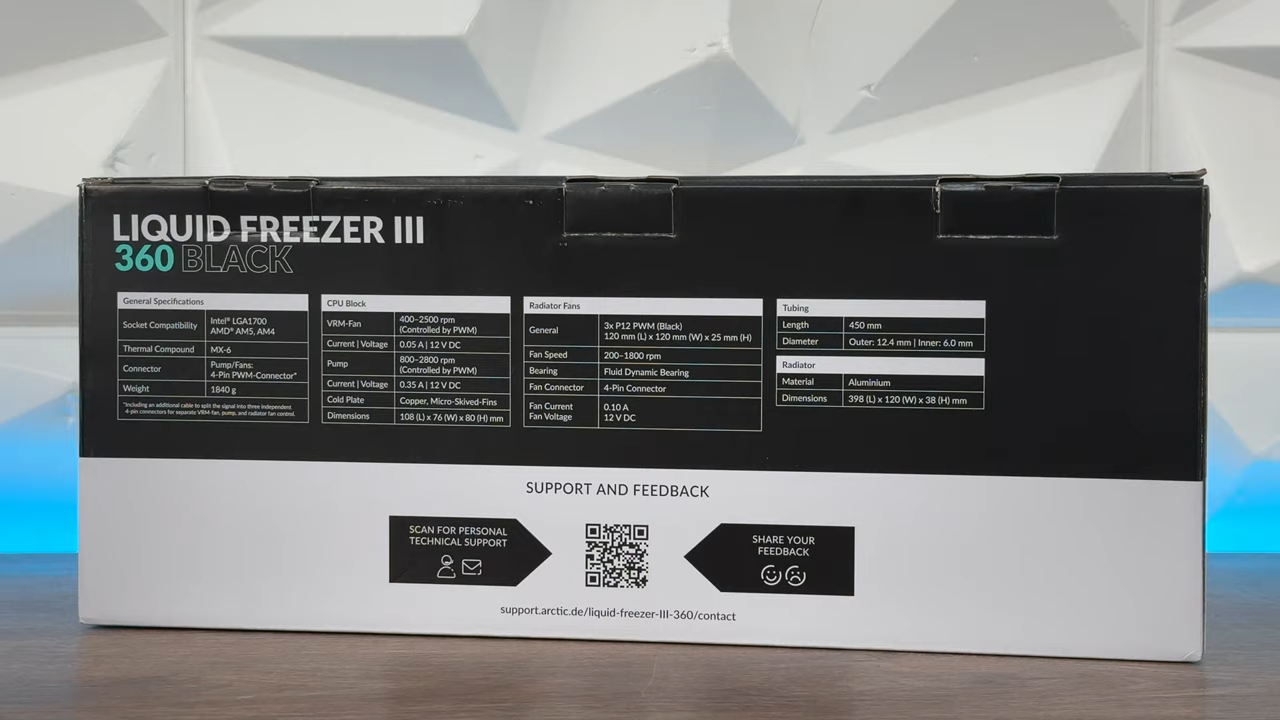 LIQUID FREEZER III
360 BLACK
General Specifications
Socket Compatibility
Intel® LGA1700
AMD® AM5, AM4
Thermal Compound
MX-6
Connector
Pump/Fans:
4-Pin PWM-Connector*
Weight
1840 g
*Including an additional cable to split the signal into three independent
4-pin connectors for separate VRM-fan, pump, and radiator fan control.
CPU Block
VRM-Fan
400–2500 rpm
(Controlled by PWM)
Current | Voltage
0.05 A | 12 V DC
Pump
800–2800 rpm
(Controlled by PWM)
Current | Voltage
0.35 A | 12 V DC
Cold Plate
Copper, Micro-Skived-Fins
Dimensions
108 (L) x 76 (W) x 80 (H) mm
Radiator Fans
General
3x P12 PWM (Black)
120 mm (L) x 120 mm (W) x 25 mm (H)
Fan Speed
200–1800 rpm
Bearing
Fluid Dynamic Bearing
Fan Connector
4-Pin Connector
Fan Current
Fan Voltage
0.10 A
12 V DC
Tubing
Length
450 mm
Diameter
Outer: 12.4 mm | Inner: 6.0 mm
Radiator
Material
Aluminium
Dimensions
398 (L) x 120 (W) x 38 (H) mm
SUPPORT AND FEEDBACK
SCAN FOR PERSONAL
TECHNICAL SUPPORT
SHARE YOUR
FEEDBACK
support.arctic.de/liquid-freezer-III-360/contact